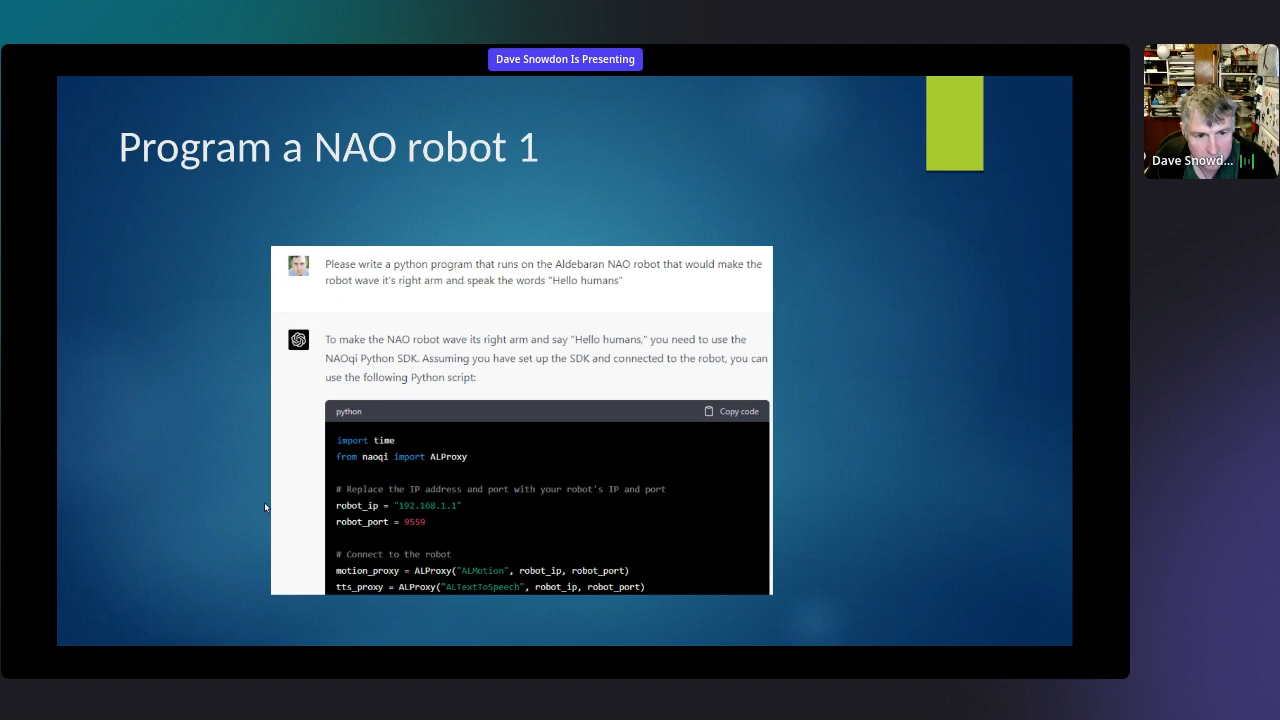 Dave Snowdon Is Presenting
Program a NAO robot 1
Dave Snowd...
Please write a python program that runs on the Aldebaran NAO robot that would make the
robot wave it's right arm and speak the words "Hello humans"
To make the NAO robot wave its right arm and say "Hello humans," you need to use the
NAOqi Python SDK. Assuming you have set up the SDK and connected to the robot, you can
use the following Python script:
python Copy code
import time
from naoqi import ALProxy
# Replace the IP address and port with your robot's IP and port
robot_ip = "192.168.1.1"
robot_port = 9559
# Connect to the robot
motion_proxy = ALProxy("ALMotion", robot_ip, robot_port)
tts_proxy = ALProxy("ALTextToSpeech", robot_ip, robot_port)